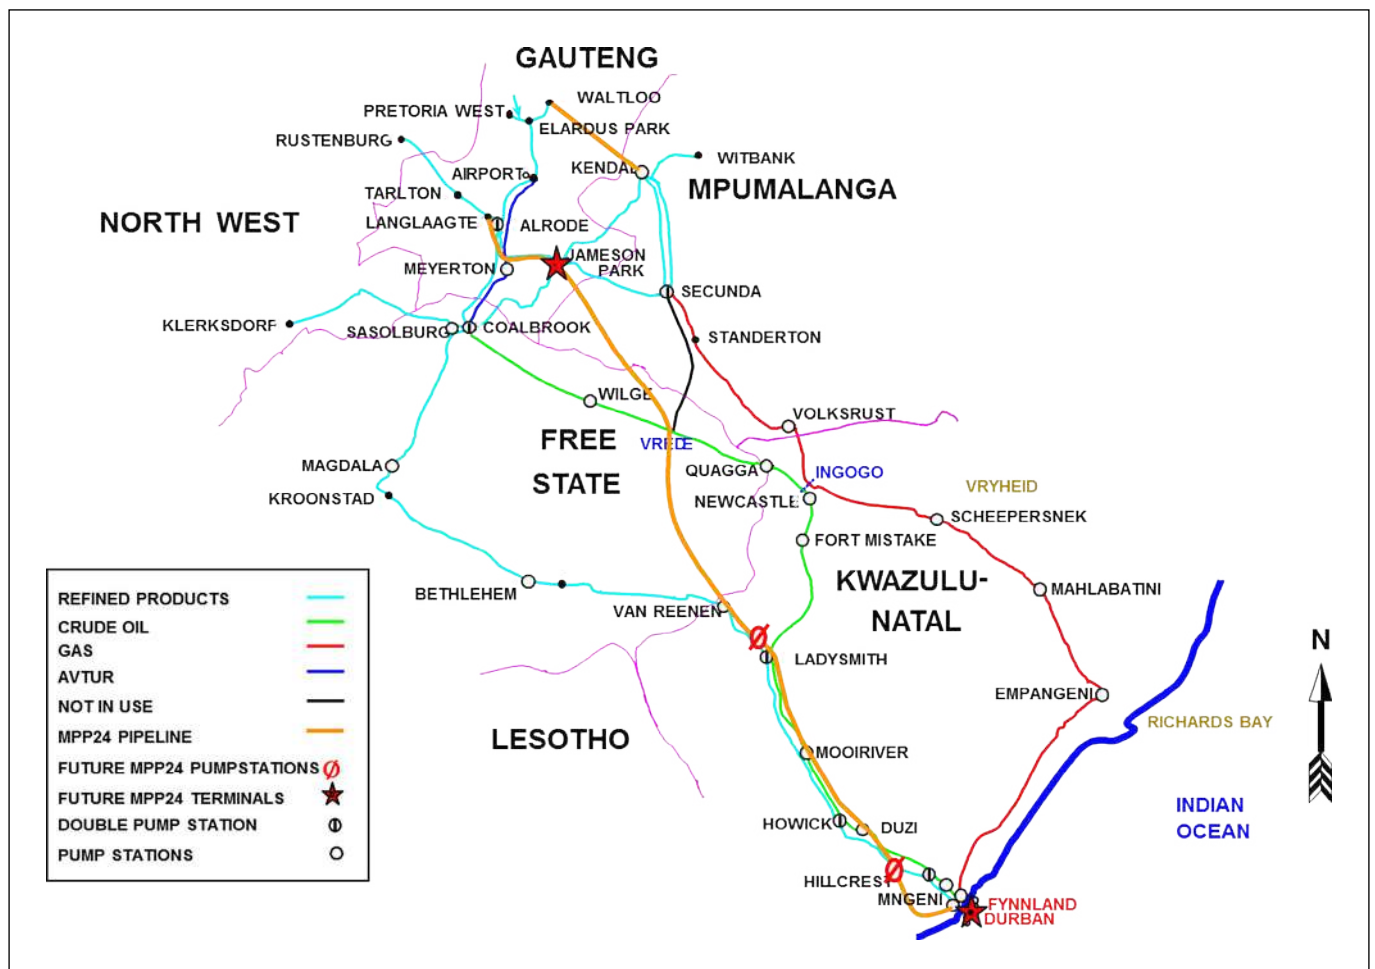 GAUTENG
WALTLOO
PRETORIA WEST
ELARDUS PARK
RUSTENBURG
WITBANK
KENDAL
AIRPORT
MPUMALANGA
TARLTON
NORTH WEST
LANGLAAGTE
ALRODE
JAMESON
PARK
MEYERTON
SECUNDA
KLERKSDORP
SASOLBURG
COALBROOK
STANDERTON
WILGE
VOLKSRUST
FREE
STATE
VREDE
MAGDALA
QUAGGA
INGOGO
KROONSTAD
NEWCASTLE
VRYHEID
SCHEEPERSNEK
FORT MISTAKE
KWAZULU-
NATAL
BETHLEHEM
MAHLABATINI
VAN REENEN
LADYSMITH
EMPANGENI
RICHARDS BAY
LESOTHO
MOOIRIVER
INDIAN
OCEAN
HOWICK
DUZI
HILLCREST
MNGENI
FYNNLAND
DURBAN
N
REFINED PRODUCTS
CRUDE OIL
GAS
AVTUR
NOT IN USE
MPP24 PIPELINE
FUTURE MPP24 PUMPSTATIONS
FUTURE MPP24 TERMINALS
DOUBLE PUMP STATION
PUMP STATIONS